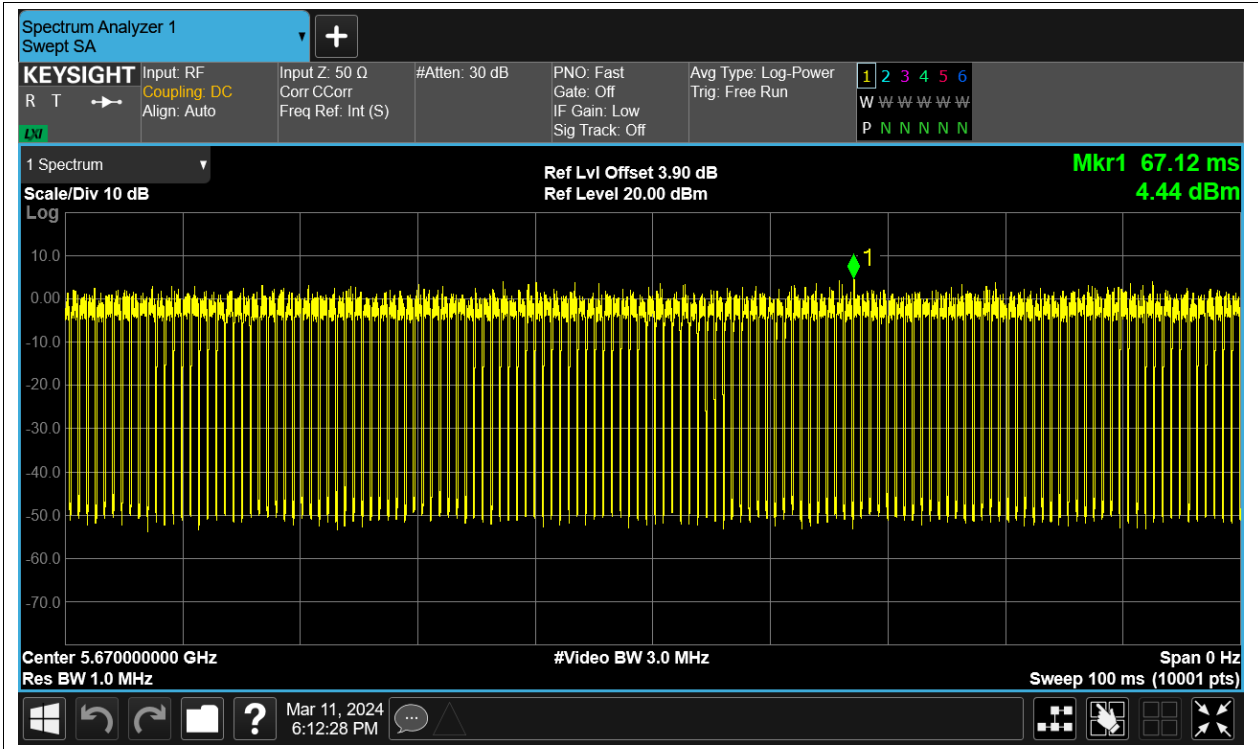 Spectrum Analyzer 1
Swept SA
KEYSIGHT
R T
LXI
Input: RF
Coupling: DC
Align: Auto
Input Z: 50 Ω
Corr CCorr
Freq Ref: Int (S)
#Atten: 30 dB
PNO: Fast
Gate: Off
IF Gain: Low
Sig Track: Off
Avg Type: Log-Power
Trig: Free Run
1 2 3 4 5 6
W W W W W W
P N N N N N
1 Spectrum
Scale/Div 10 dB
Log
Ref Lvl Offset 3.90 dB
Ref Level 20.00 dBm
Mkr1 67.12 ms
4.44 dBm
1
10.0
0.00
-10.0
-20.0
-30.0
-40.0
-50.0
-60.0
-70.0
Center 5.670000000 GHz
Res BW 1.0 MHz
#Video BW 3.0 MHz
Span 0 Hz
Sweep 100 ms (10001 pts)
?
Mar 11, 2024
6:12:28 PM